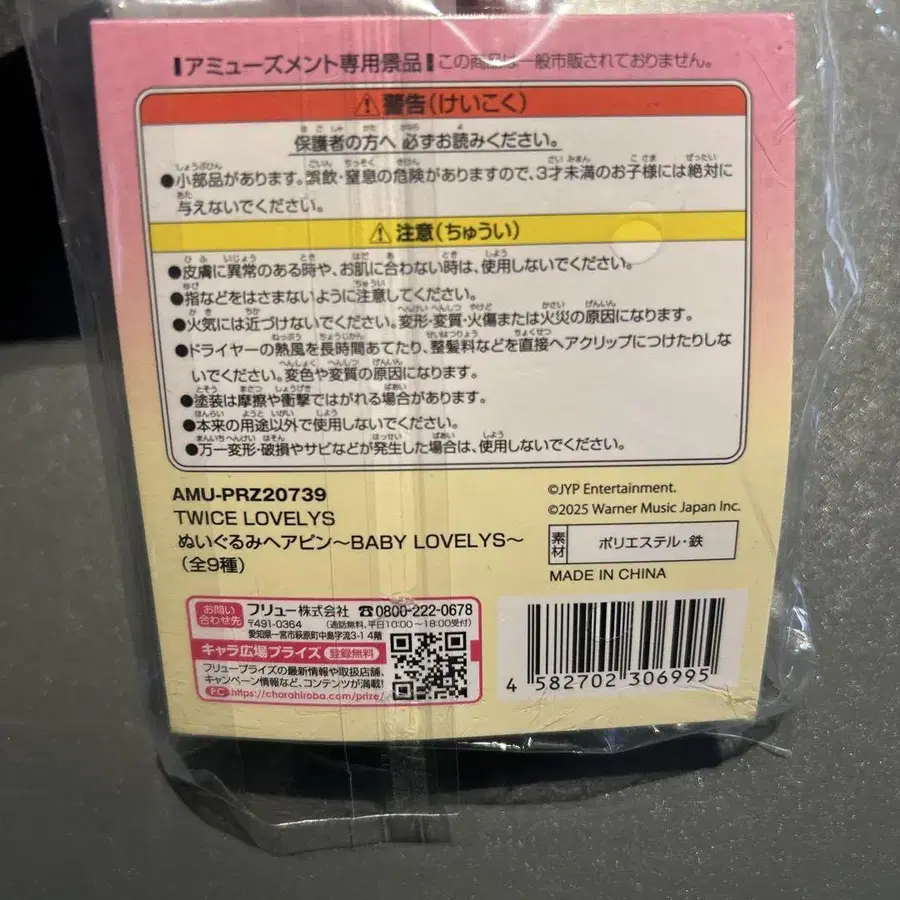 アミューズメント専用景品 この商品は一般市販されておりません。
警告(けいこく)
保護者の方へ 必ずお読みください。
●小部品があります。誤飲・窒息の危険がありますので、3才未満のお子様には絶対に
与えないでください。
注意(ちゅうい)
●皮膚に異常のある時や、お肌に合わない時は、使用しないでください。
●指などをはさまないように注意してください。
●火気には近づけないでください。変形・変質・火傷または火災の原因になります。
●ドライヤーの熱風を長時間あてたり、整髪料などを直接ヘアクリップにつけたりしな
いでください。変色や変質の原因になります。
●塗装は摩擦や衝撃ではがれる場合があります。
●本来の用途以外で使用しないでください。
●万一変形・破損やサビなどが発生した場合は、使用しないでください。
AMU-PRZ20739
TWICE LOVELYS
ぬいぐるみヘアピン～BABY LOVELYS～
(全9種)
©JYP Entertainment.
©2025 Warner Music Japan Inc.
素材 ポリエステル・鉄
MADE IN CHINA
お問い合わせ先 フリュー株式会社 ☎0800-222-0678
〒491-0364 (通話無料、平日10:00～18:00受付)
愛知県一宮市萩原町中島字流3-1 4階
キャラ広場プライズ 登録無料
フリュープライズの最新情報や取扱店舗、
キャンペーン情報など、コンテンツが満載!
PC https://charahiroba.com/prize/
4 582702 306995